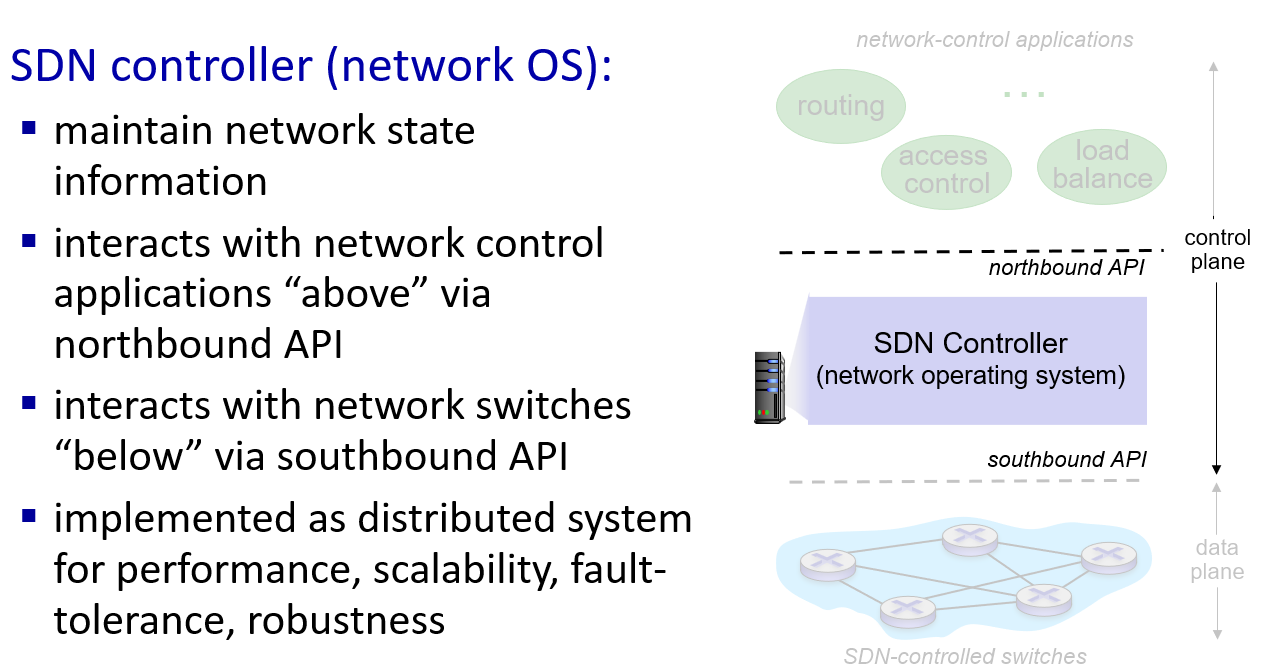 SDN controller (network OS):
▪ maintain network state
information
▪ interacts with network control
applications “above” via
northbound API
▪ interacts with network switches
“below” via southbound API
▪ implemented as distributed system
for performance, scalability, fault-
tolerance, robustness
network-control applications
routing
…
access
control
load
balance
control
plane
northbound API
SDN Controller
(network operating system)
southbound API
data
plane
SDN-controlled switches